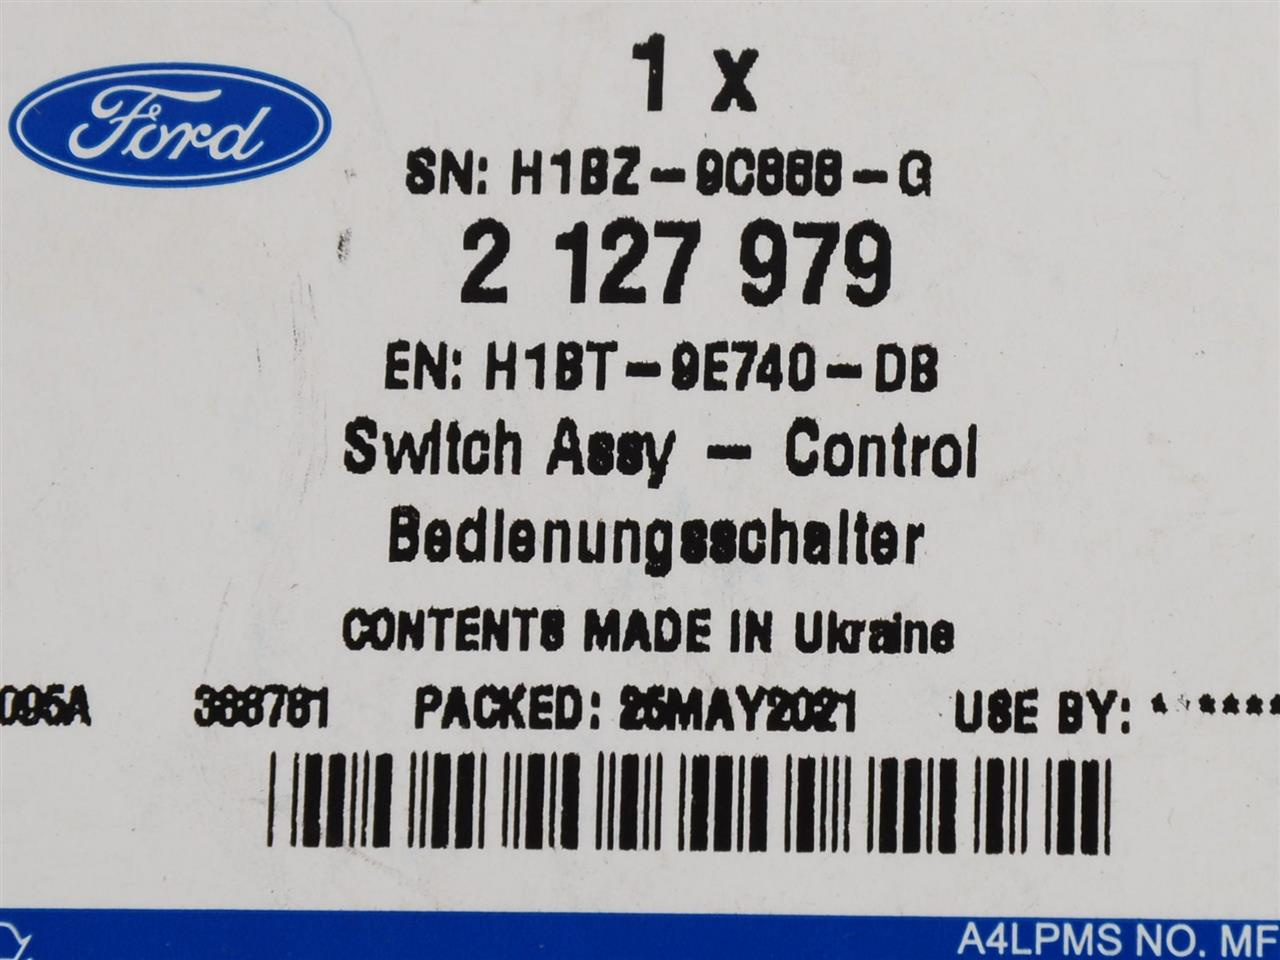 Ford
1 x
SN: H1BZ-9C888-G
2 127 979
EN: H1BT-9E740-DB
Switch Assy - Control
Bedienungsschalter
CONTENTS MADE IN Ukraine
095A 388781 PACKED: 25MAY2021 USE BY: * *****
A4LPMS NO. MF